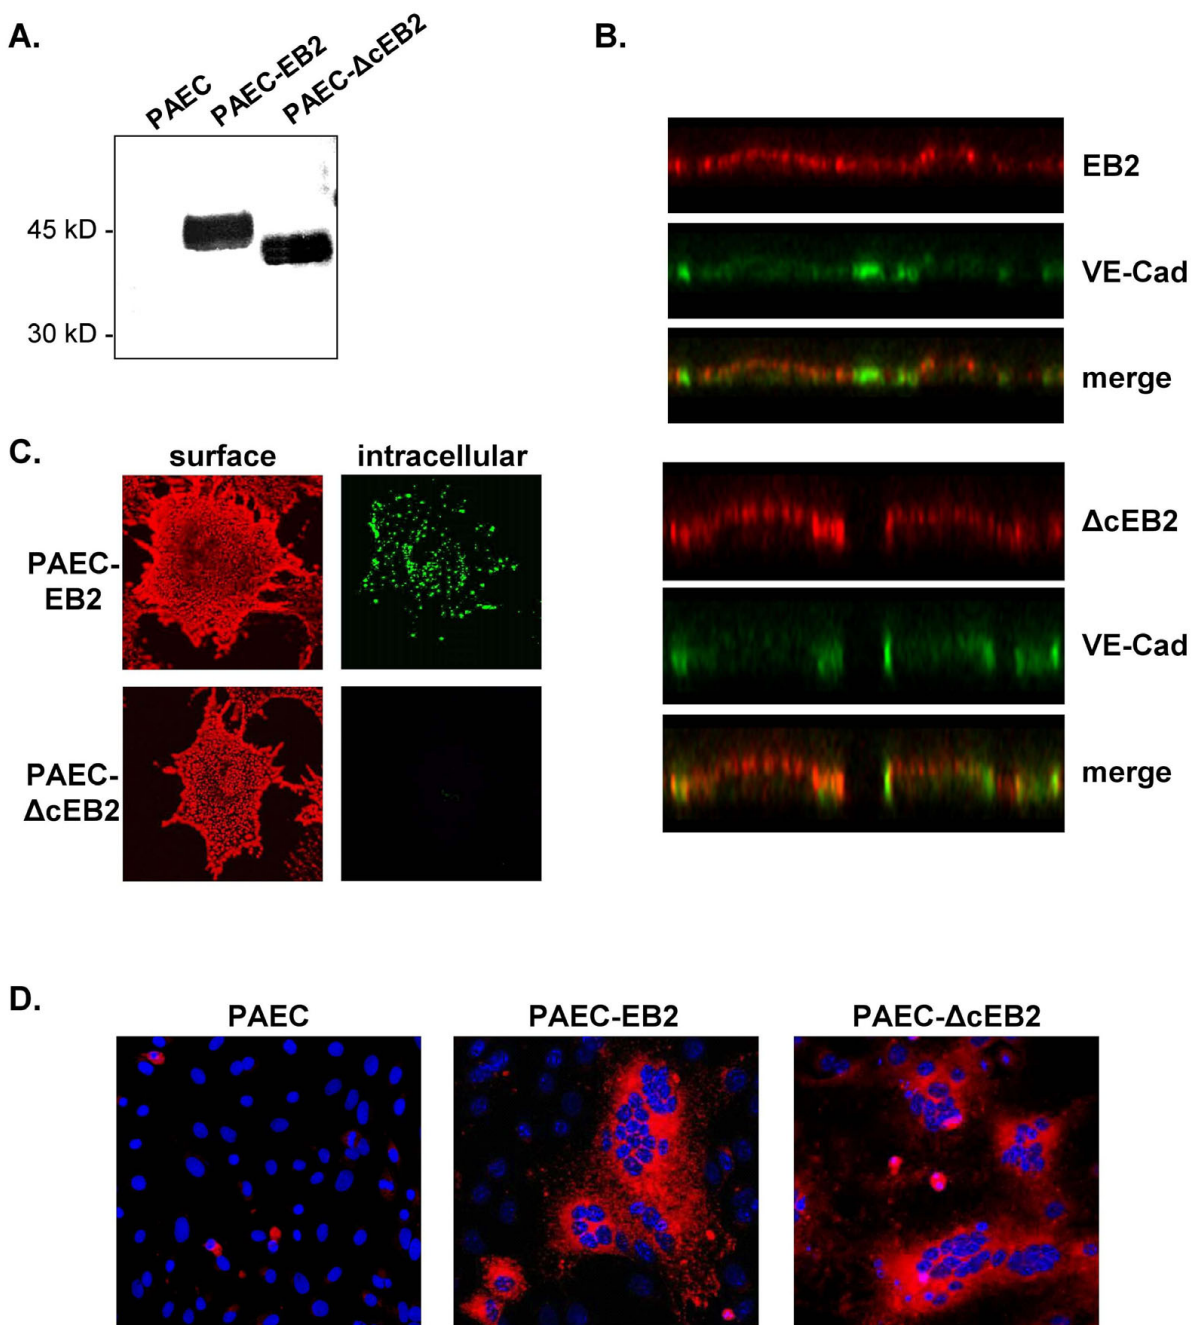 A.
PAEC
PAEC-EB2
PAEC-ΔcEB2
45 kD -
30 kD -
B.
EB2
VE-Cad
merge
ΔcEB2
VE-Cad
merge
C.
surface
intracellular
PAEC-
EB2
PAEC-
ΔcEB2
D.
PAEC
PAEC-EB2
PAEC-ΔcEB2